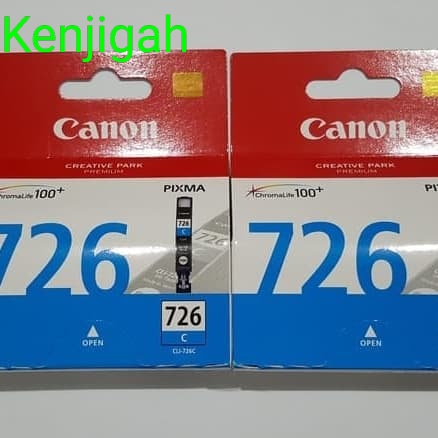 Kenjigah
Canon
CREATIVE PARK
PREMIUM
ChromaLife100+
PIXMA
726
726
C
726
C
CLI-726C
OPEN
Canon
CREATIVE PARK
PREMIUM
ChromaLife100+
726
OPEN